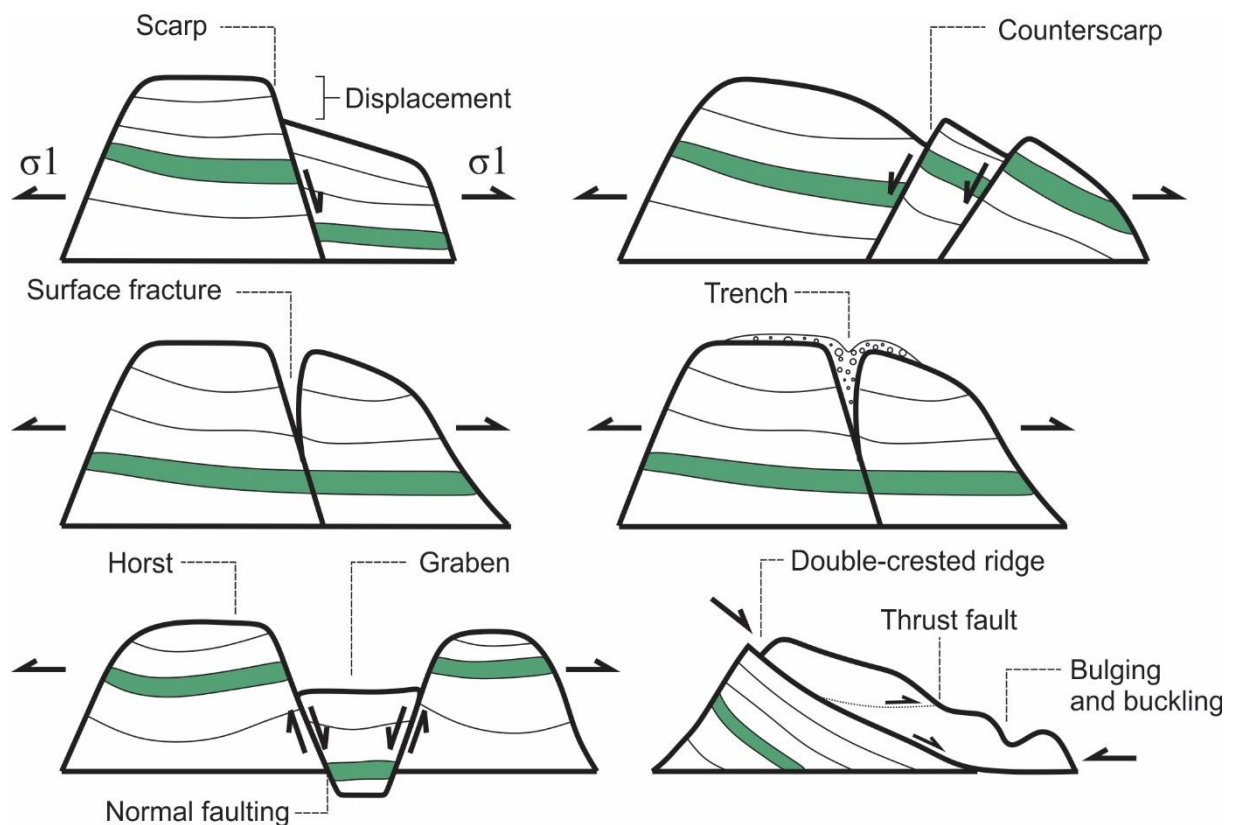 Scarp
Counterscarp
Displacement
σ1
σ1
Surface fracture
Trench
Horst
Graben
Double-crested ridge
Thrust fault
Bulging
and buckling
Normal faulting